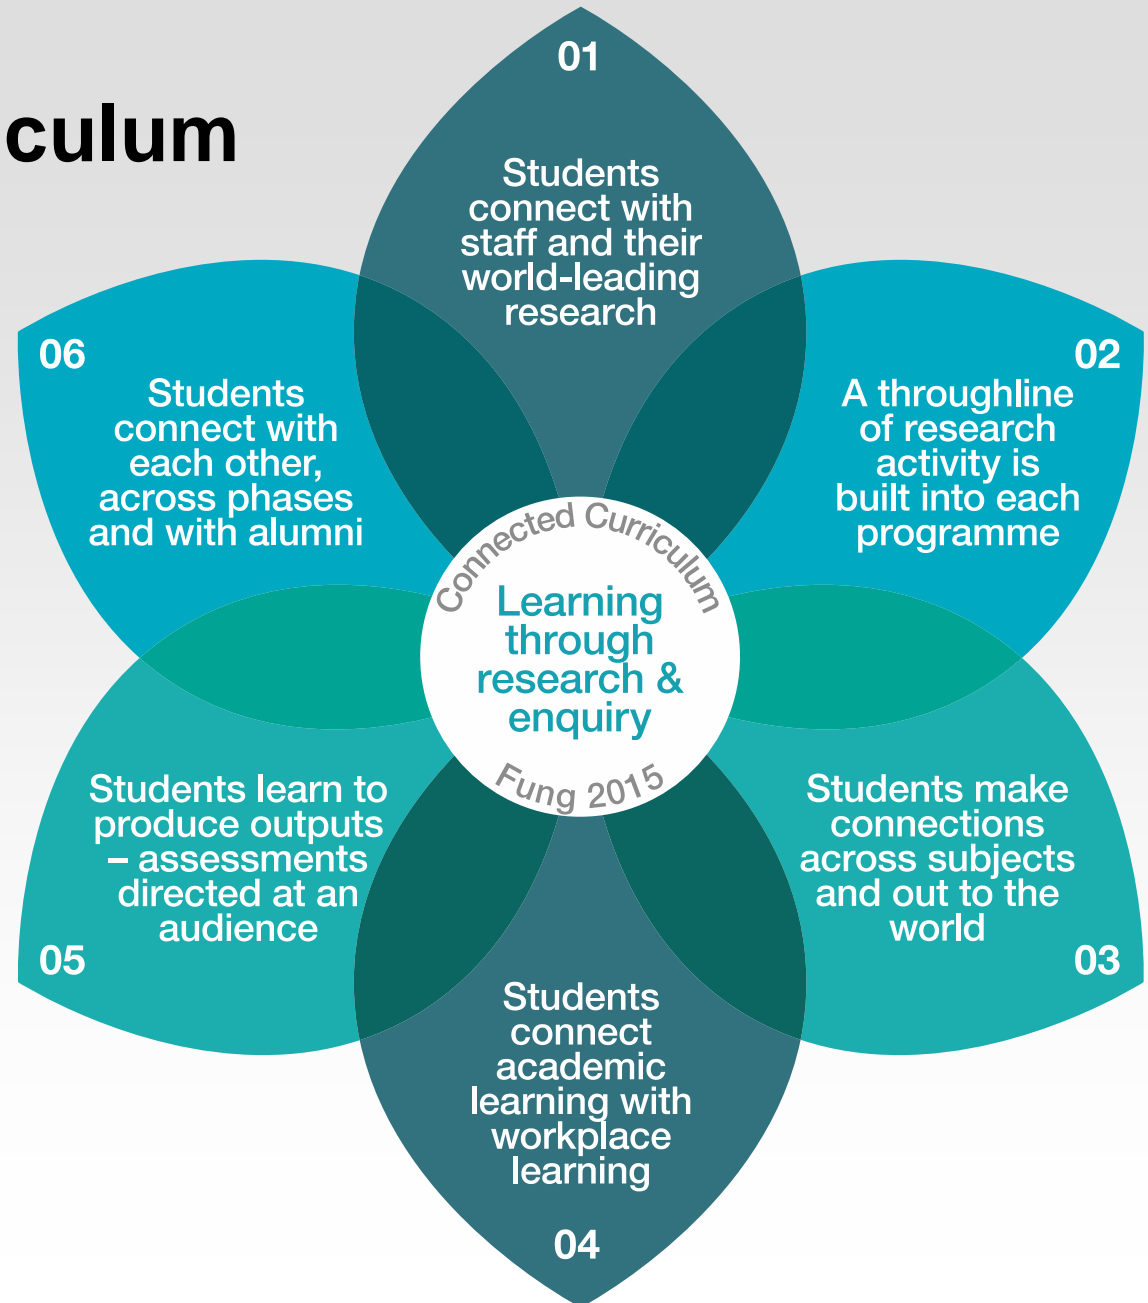 culum
01
Students
connect with
staff and their
world-leading
research
02
A throughline
of research
activity is
built into each
programme
03
Students make
connections
across subjects
and out to the
world
04
Students
connect
academic
learning with
workplace
learning
05
Students learn to
produce outputs
– assessments
directed at an
audience
06
Students
connect with
each other,
across phases
and with alumni
Connected Curriculum
Learning
through
research &
enquiry
Fung 2015